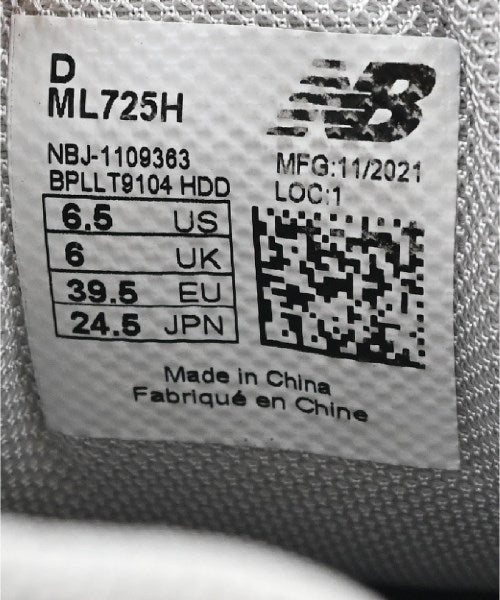 D
ML725H
NB
NBJ-1109363
BPLLT9104 HDD
MFG:11/2021
LOC:1
6.5 US
6 UK
39.5 EU
24.5 JPN
Made in China
Fabriqué en Chine